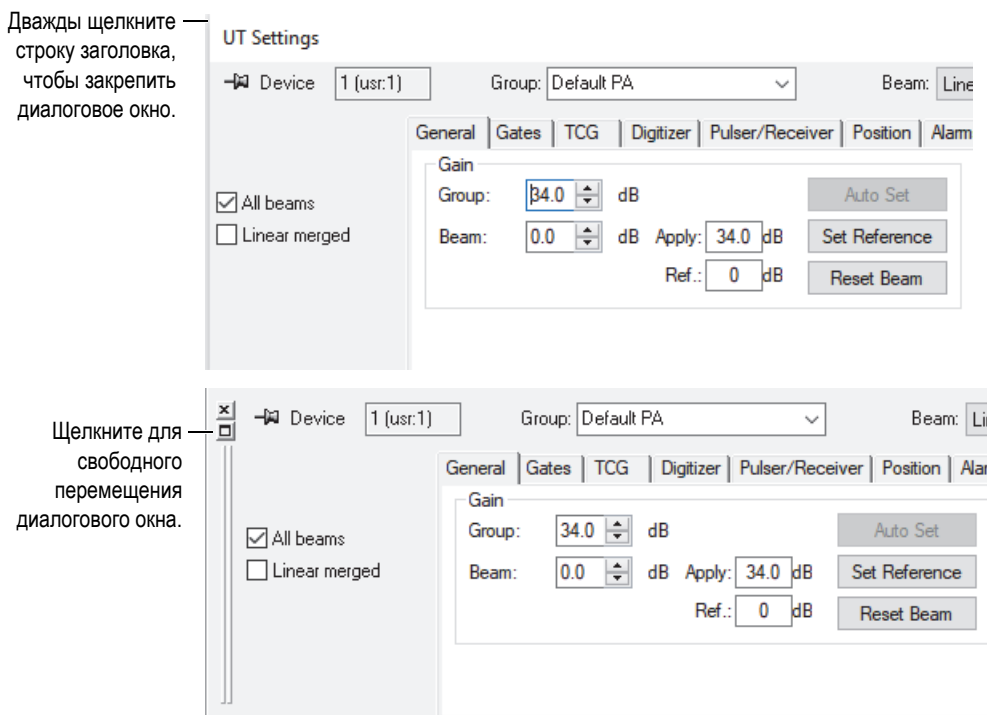 Дважды щелкните
строку заголовка,
чтобы закрепить
диалоговое окно.
UT Settings
Device 1 (usr:1) Group: Default PA Beam: Line
General Gates TCG Digitizer Pulser/Receiver Position Alarm
Gain
Group: 34.0 dB Auto Set
All beams
Linear merged
Beam: 0.0 dB Apply: 34.0 dB Set Reference
Ref.: 0 dB Reset Beam
Щелкните для
свободного
перемещения
диалогового окна.
Device 1 (usr:1) Group: Default PA Beam: Li
General Gates TCG Digitizer Pulser/Receiver Position Alar
Gain
Group: 34.0 dB Auto Set
All beams
Linear merged
Beam: 0.0 dB Apply: 34.0 dB Set Reference
Ref.: 0 dB Reset Beam